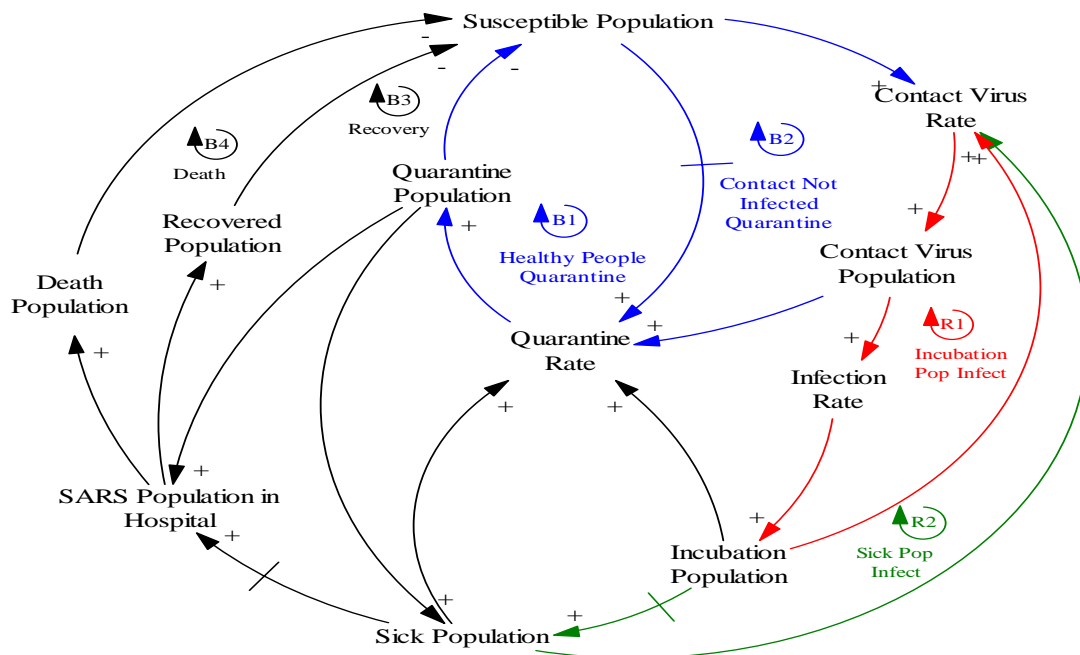 Susceptible Population
-
-
-
+
Contact Virus
Rate
B3
Recovery
B4
Death
B2
Contact Not
Infected
Quarantine
++
Quarantine
Population
+
+
Recovered
Population
B1
Healthy People
Quarantine
Contact Virus
Population
Death
Population
+
+
+
+
R1
Incubation
Pop Infect
Quarantine
Rate
+
Infection
Rate
+
+
+
SARS Population in
Hospital
+
+
+
R2
Sick Pop
Infect
Incubation
Population
+
+
Sick Population